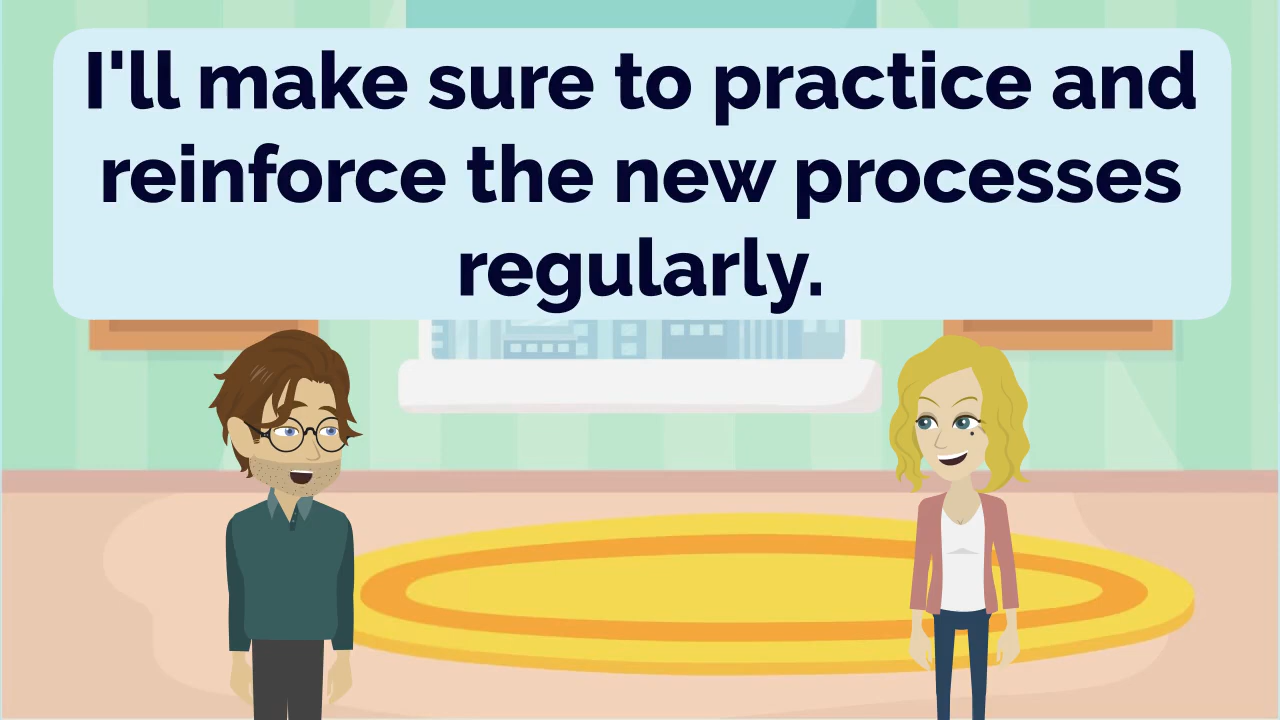 I'll make sure to practice and
reinforce the new processes
regularly.